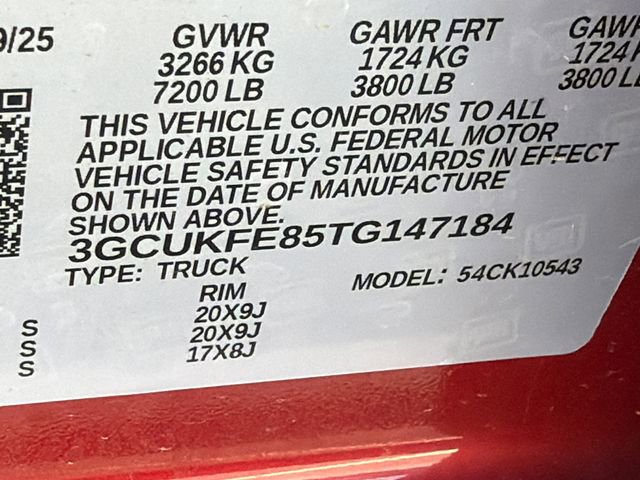 9/25 GVWR GAWR FRT GAWR
3266 KG 1724 KG 1724
7200 LB 3800 LB 3800 L
THIS VEHICLE CONFORMS TO ALL
APPLICABLE U.S. FEDERAL MOTOR
VEHICLE SAFETY STANDARDS IN EFFECT
ON THE DATE OF MANUFACTURE
SHOWN ABOVE.
3GCUKFE85TG147184
TYPE: TRUCK MODEL: 54CK10543
RIM
S 20X9J
S 20X9J
S 17X8J